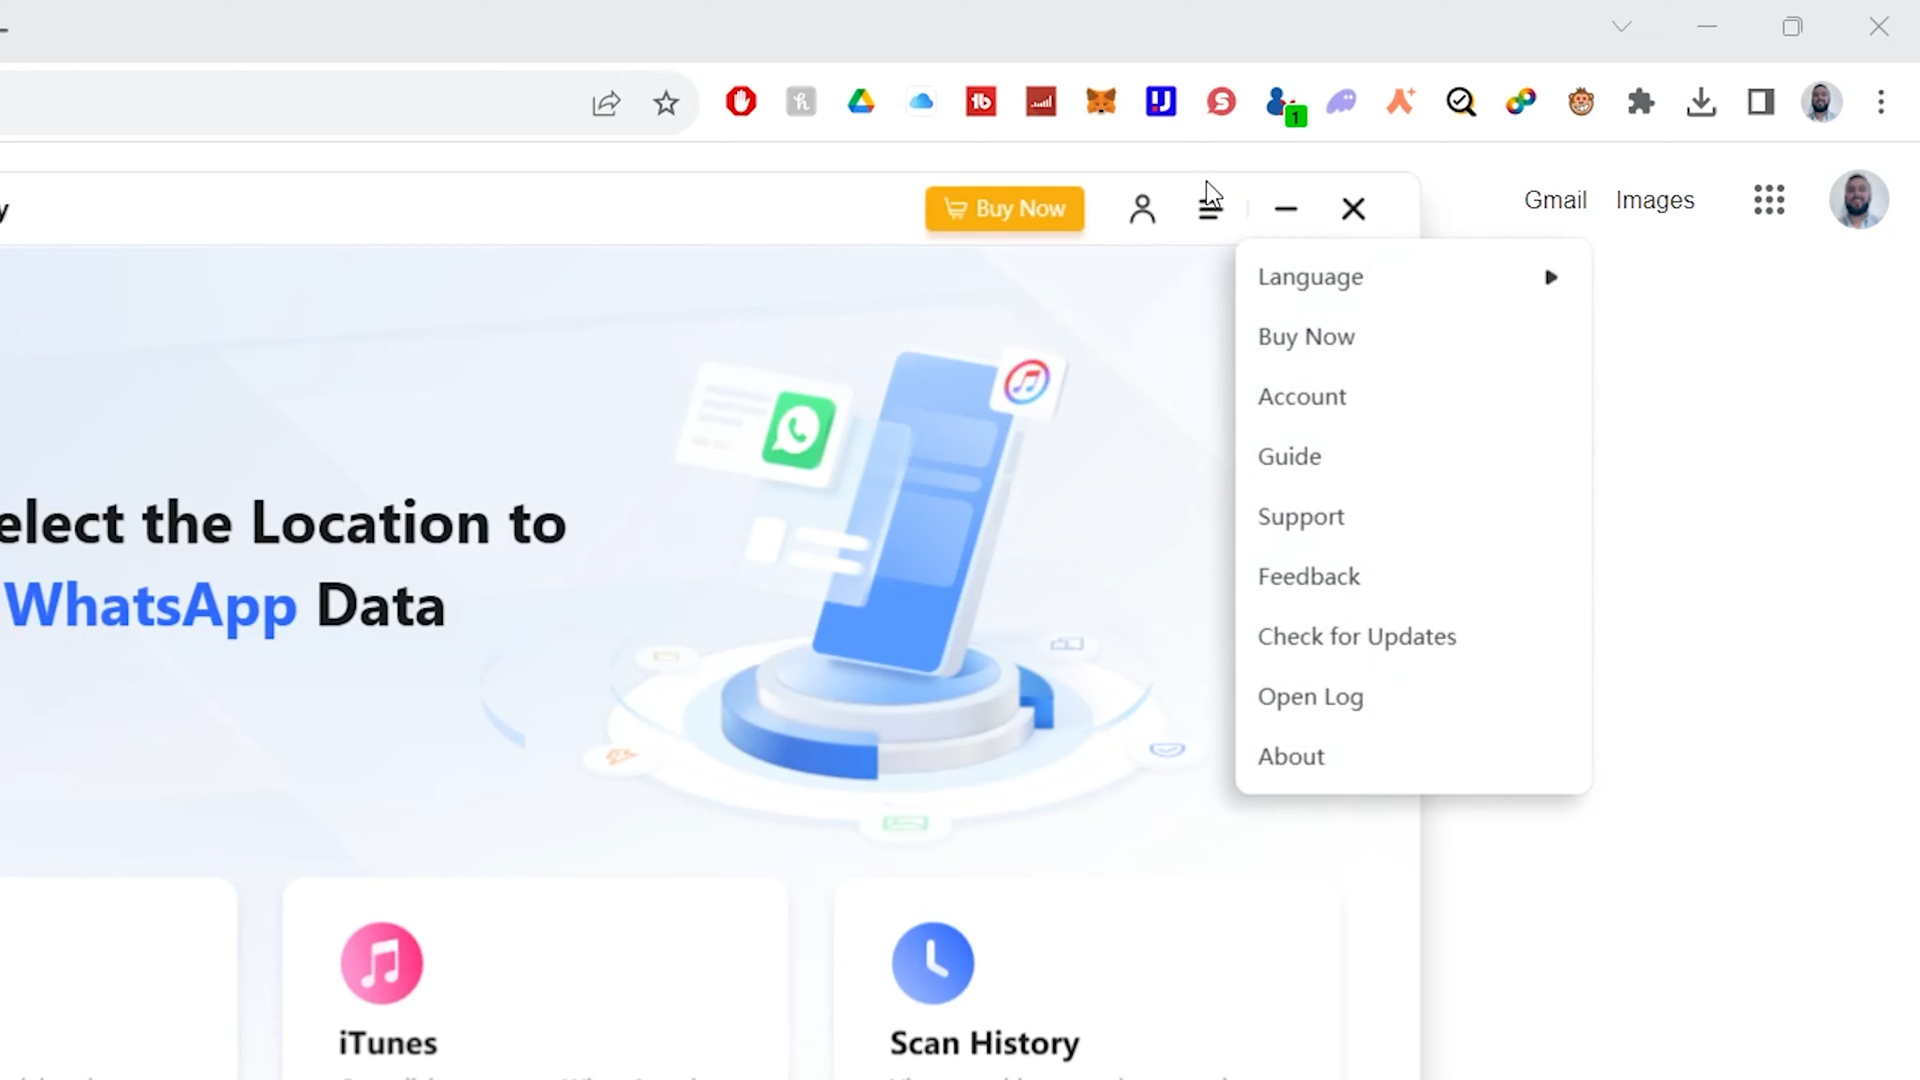 1
y
Buy Now
Gmail
Images
Language
Buy Now
Account
Guide
Support
Feedback
Check for Updates
Open Log
About
elect the Location to
WhatsApp Data
iTunes
Scan History